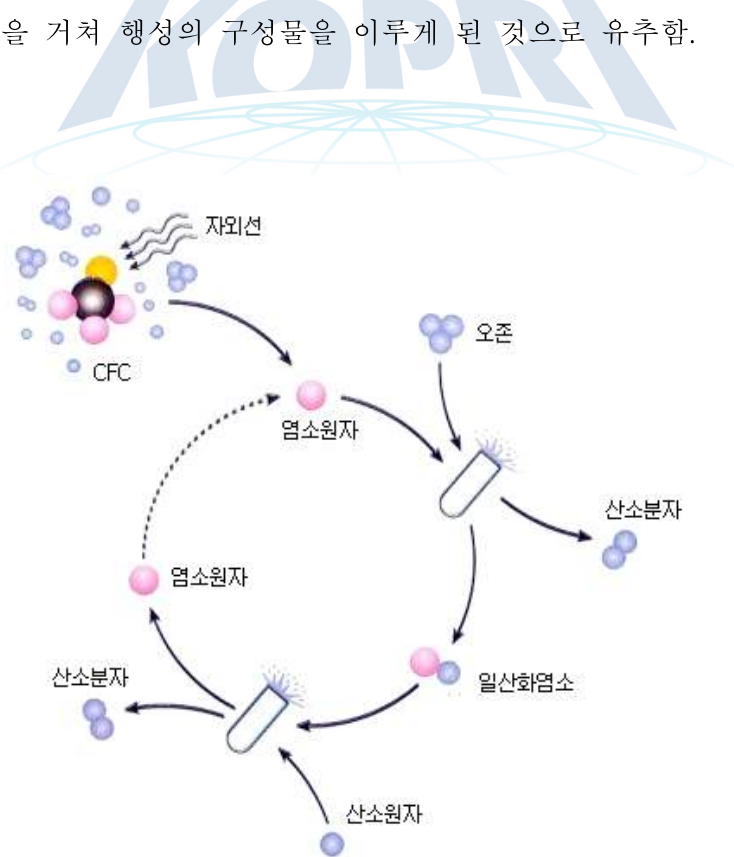 을 거쳐 행성의 구성물을 이루게 된 것으로 유추함.
KOPRI
자외선
오존
CFC
염소원자
산소분자
염소원자
산소분자
일산화염소
산소원자